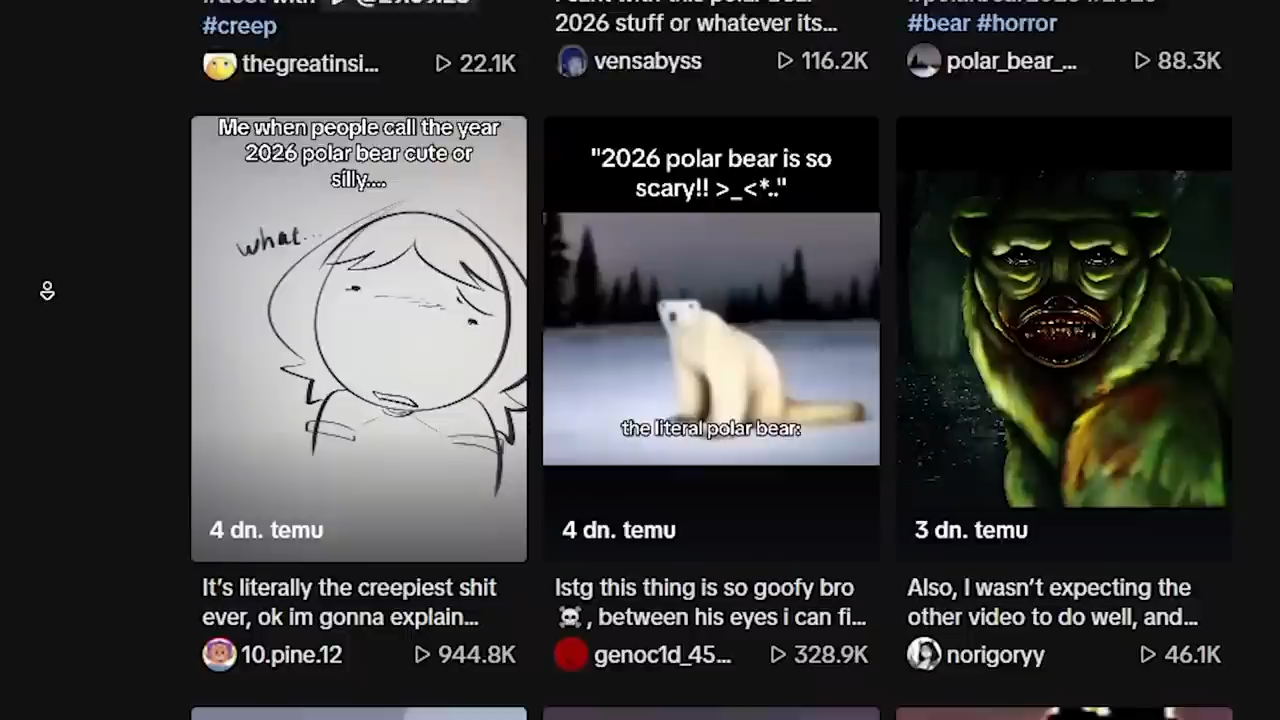 #creep
thegreatinsi...
22.1K
2026 stuff or whatever its...
vensabyss
116.2K
#bear #horror
polar_bear_...
88.3K
Me when people call the year
2026 polar bear cute or
silly....
what...
4 dn. temu
It's literally the creepiest shit
ever, ok im gonna explain...
10.pine.12
944.8K
"2026 polar bear is so
scary!! >_<*.."
the literal polar bear:
4 dn. temu
Istg this thing is so goofy bro
☠️, between his eyes i can fi...
genoc1d_45...
328.9K
3 dn. temu
Also, I wasn't expecting the
other video to do well, and...
norigoryy
46.1K